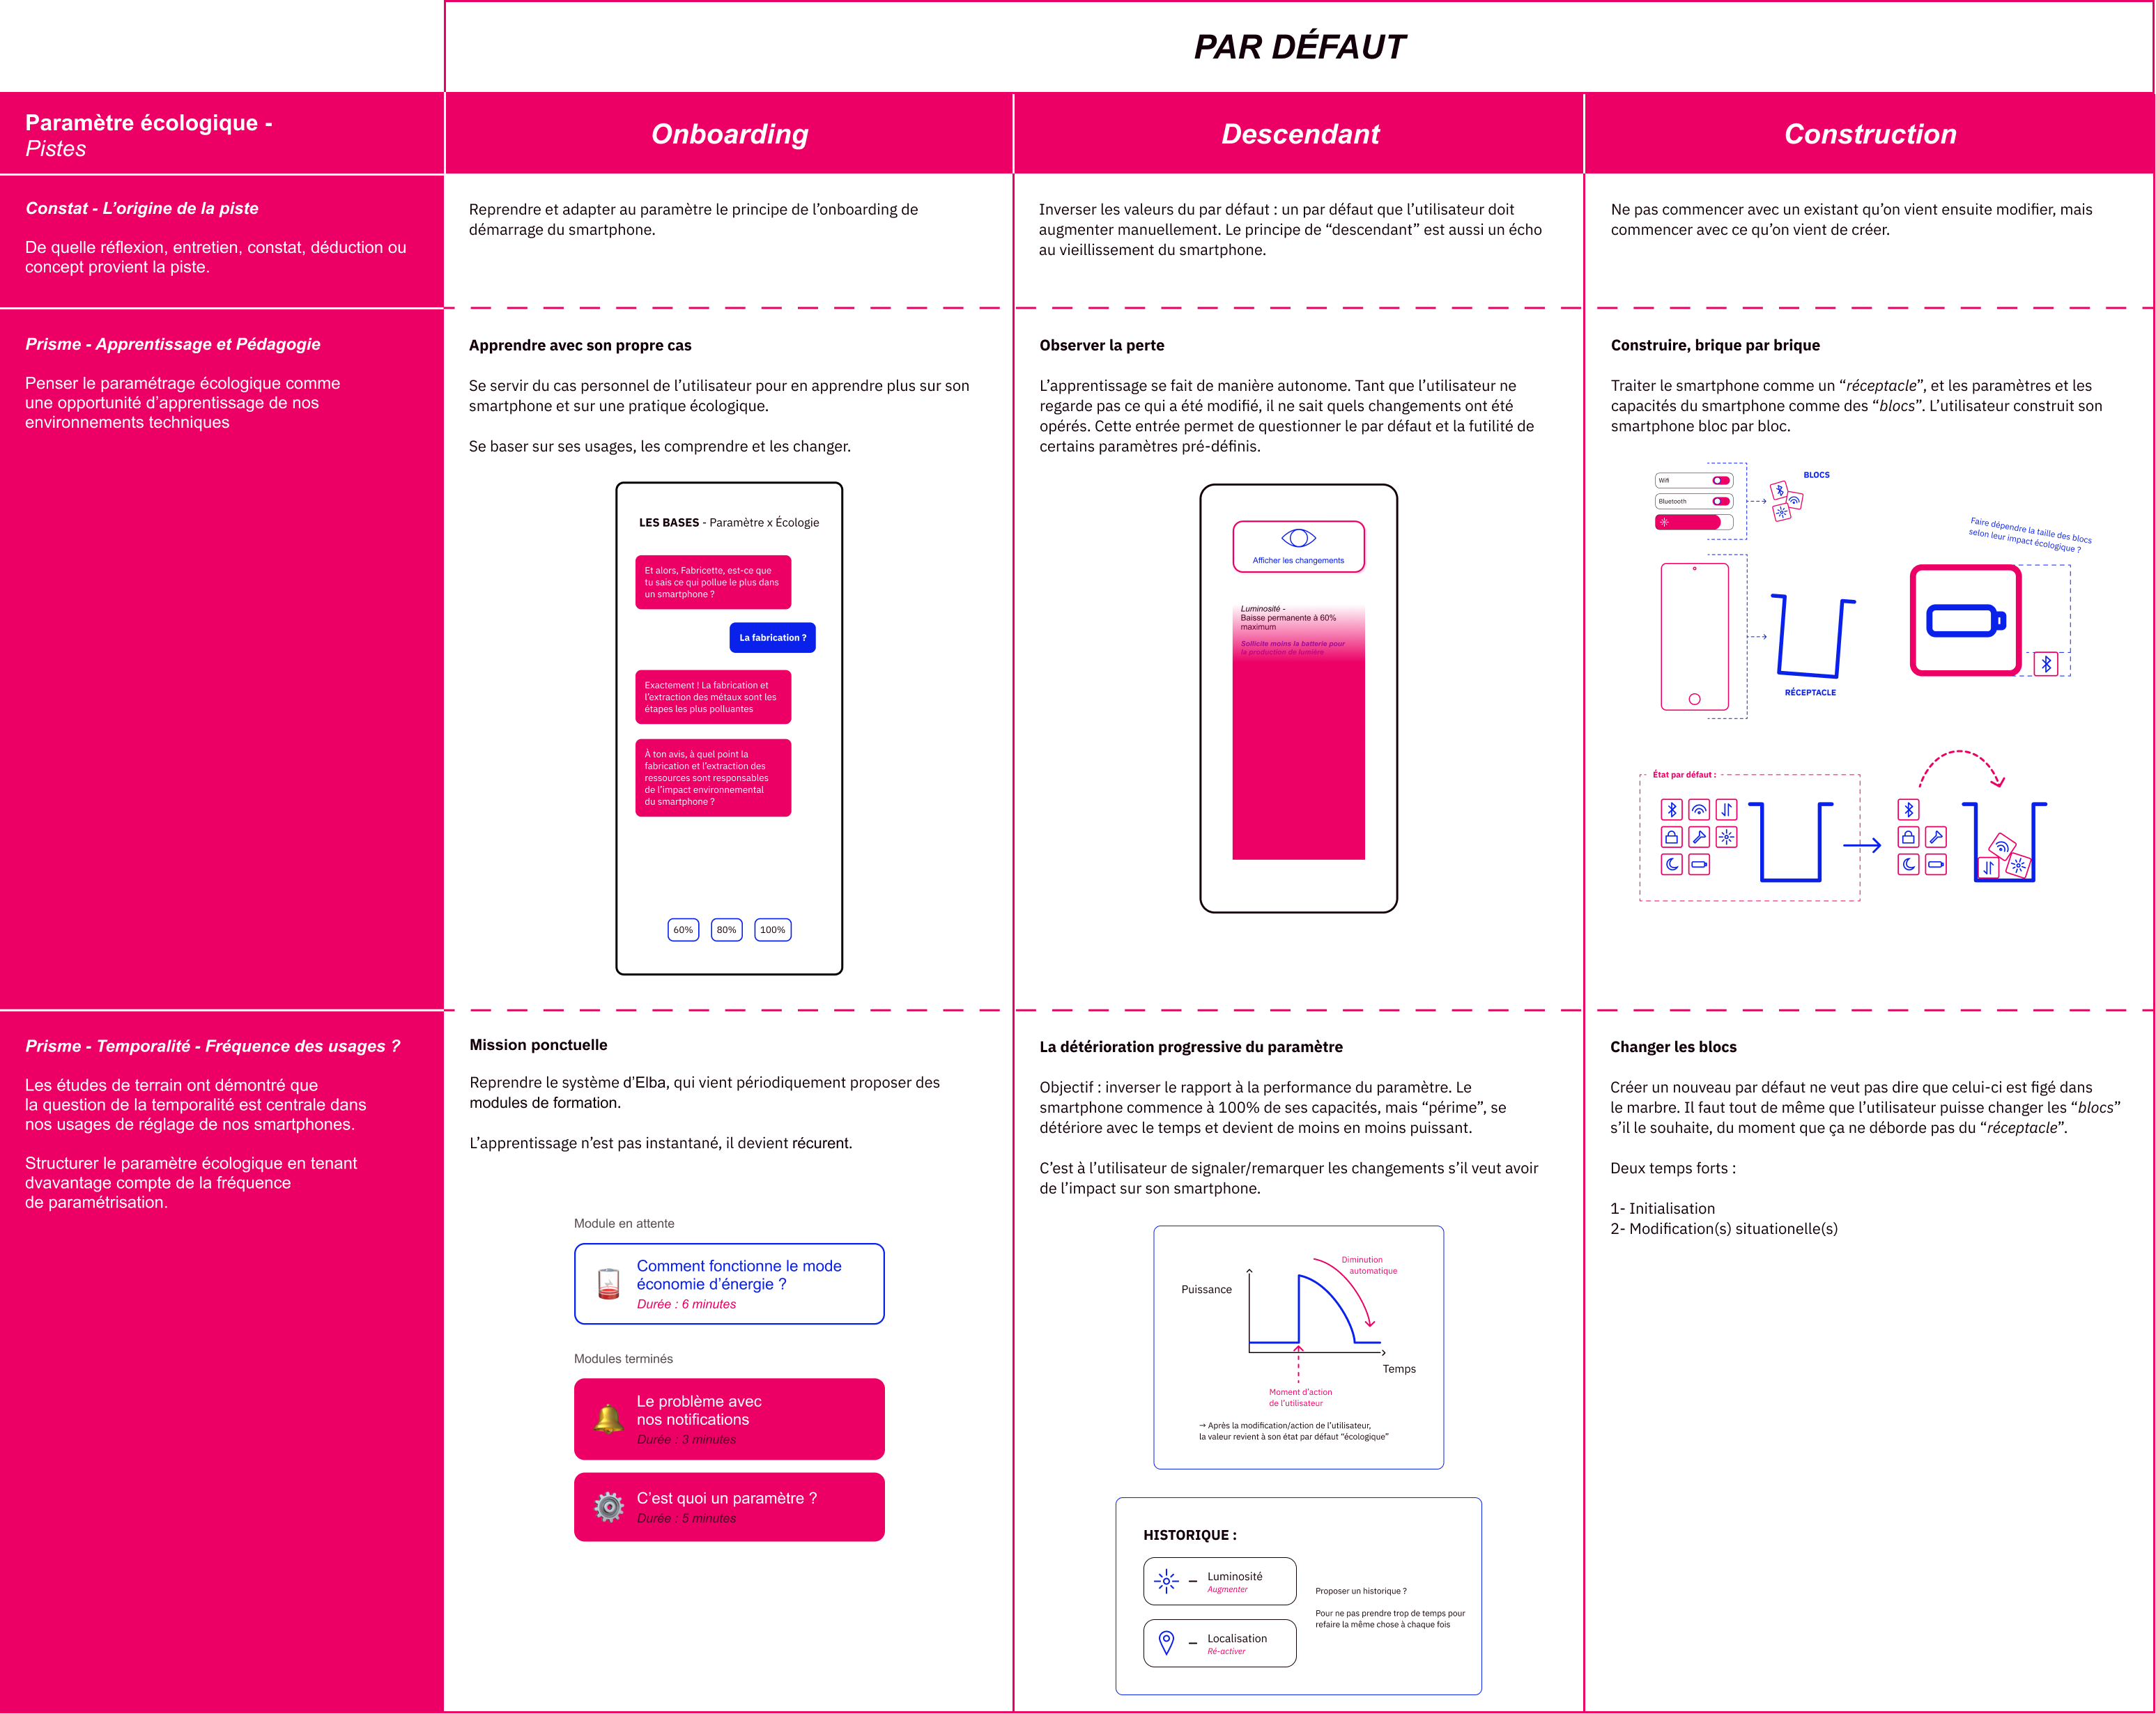 PAR DÉFAUT
Paramètre écologique -
Pistes
Onboarding
Descendant
Construction
Constat - L’origine de la piste
De quelle réflexion, entretien, constat, déduction ou
concept provient la piste.
Reprendre et adapter au paramètre le principe de l’onboarding de
démarrage du smartphone.
Inverser les valeurs du par défaut : un par défaut que l’utilisateur doit
augmenter manuellement. Le principe de “descendant” est aussi un écho
au vieillissement du smartphone.
Ne pas commencer avec un existant qu’on vient ensuite modifier, mais
commencer avec ce qu’on vient de créer.
Prisme - Apprentissage et Pédagogie
Penser le paramétrage écologique comme
une opportunité d’apprentissage de nos
environnements techniques
Apprendre avec son propre cas
Se servir du cas personnel de l’utilisateur pour en apprendre plus sur son
smartphone et sur une pratique écologique.
Se baser sur ses usages, les comprendre et les changer.
LES BASES - Paramètre x Écologie
Et alors, Fabricette, est-ce que
tu sais ce qui pollue le plus dans
un smartphone ?
La fabrication ?
Exactement ! La fabrication et
l’extraction des métaux sont les
étapes les plus polluantes
À ton avis, à quel point la
fabrication et l’extraction des
ressources sont responsables
de l’impact environnemental
du smartphone ?
60%
80%
100%
Observer la perte
L’apprentissage se fait de manière autonome. Tant que l’utilisateur ne
regarde pas ce qui a été modifié, il ne sait quels changements ont été
opérés. Cette entrée permet de questionner le par défaut et la futilité de
certains paramètres pré-définis.
Afficher les changements
Luminosité -
Baisse permanente à 60%
maximum
Sollicite moins la batterie pour
la production de lumière
Construire, brique par brique
Traiter le smartphone comme un “réceptacle”, et les paramètres et les
capacités du smartphone comme des “blocs”. L’utilisateur construit son
smartphone bloc par bloc.
Wifi
Bluetooth
BLOCS
RÉCEPTACLE
Faire dépendre la taille des blocs
selon leur impact écologique ?
État par défaut :
Prisme - Temporalité - Fréquence des usages ?
Les études de terrain ont démontré que
la question de la temporalité est centrale dans
nos usages de réglage de nos smartphones.
Structurer le paramètre écologique en tenant
dvavantage compte de la fréquence
de paramétrisation.
Mission ponctuelle
Reprendre le système d’Elba, qui vient périodiquement proposer des
modules de formation.
L’apprentissage n’est pas instantané, il devient récurent.
Module en attente
Comment fonctionne le mode
économie d’énergie ?
Durée : 6 minutes
Modules terminés
Le problème avec
nos notifications
Durée : 3 minutes
C’est quoi un paramètre ?
Durée : 5 minutes
La détérioration progressive du paramètre
Objectif : inverser le rapport à la performance du paramètre. Le
smartphone commence à 100% de ses capacités, mais “périme”, se
détériore avec le temps et devient de moins en moins puissant.
C’est à l’utilisateur de signaler/remarquer les changements s’il veut avoir
de l’impact sur son smartphone.
Diminution
automatique
Puissance
Temps
Moment d’action
de l’utilisateur
→ Après la modification/action de l’utilisateur,
la valeur revient à son état par défaut “écologique”
HISTORIQUE :
– Luminosité
Augmenter
– Localisation
Ré-activer
Proposer un historique ?
Pour ne pas prendre trop de temps pour
refaire la même chose à chaque fois
Changer les blocs
Créer un nouveau par défaut ne veut pas dire que celui-ci est figé dans
le marbre. Il faut tout de même que l’utilisateur puisse changer les “blocs”
s’il le souhaite, du moment que ça ne déborde pas du “réceptacle”.
Deux temps forts :
1- Initialisation
2- Modification(s) situationelle(s)